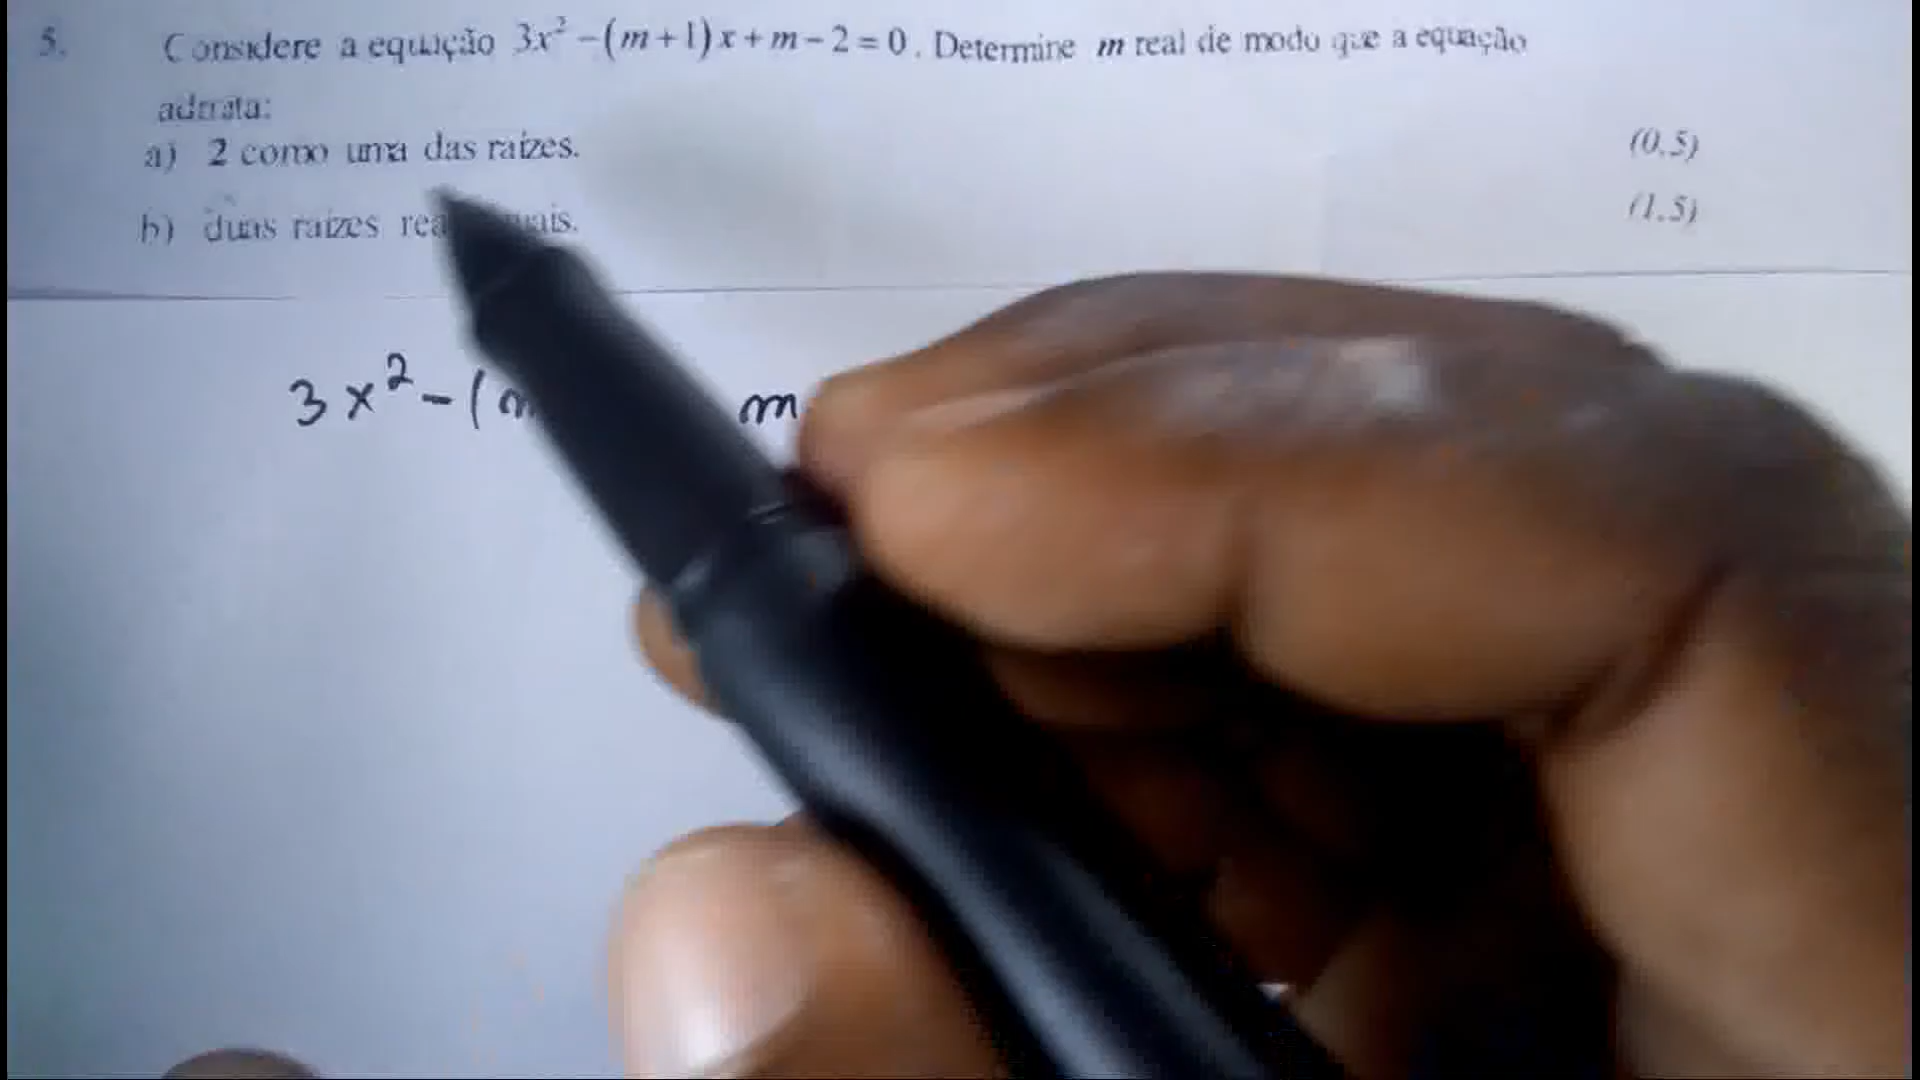 5. Considere a equação 3x² - (m+1)x + m - 2 = 0. Determine m real de modo que a equação
admita:
a) 2 como uma das raízes. (0.5)
b) duas raízes (1.5)
3x² - (m m